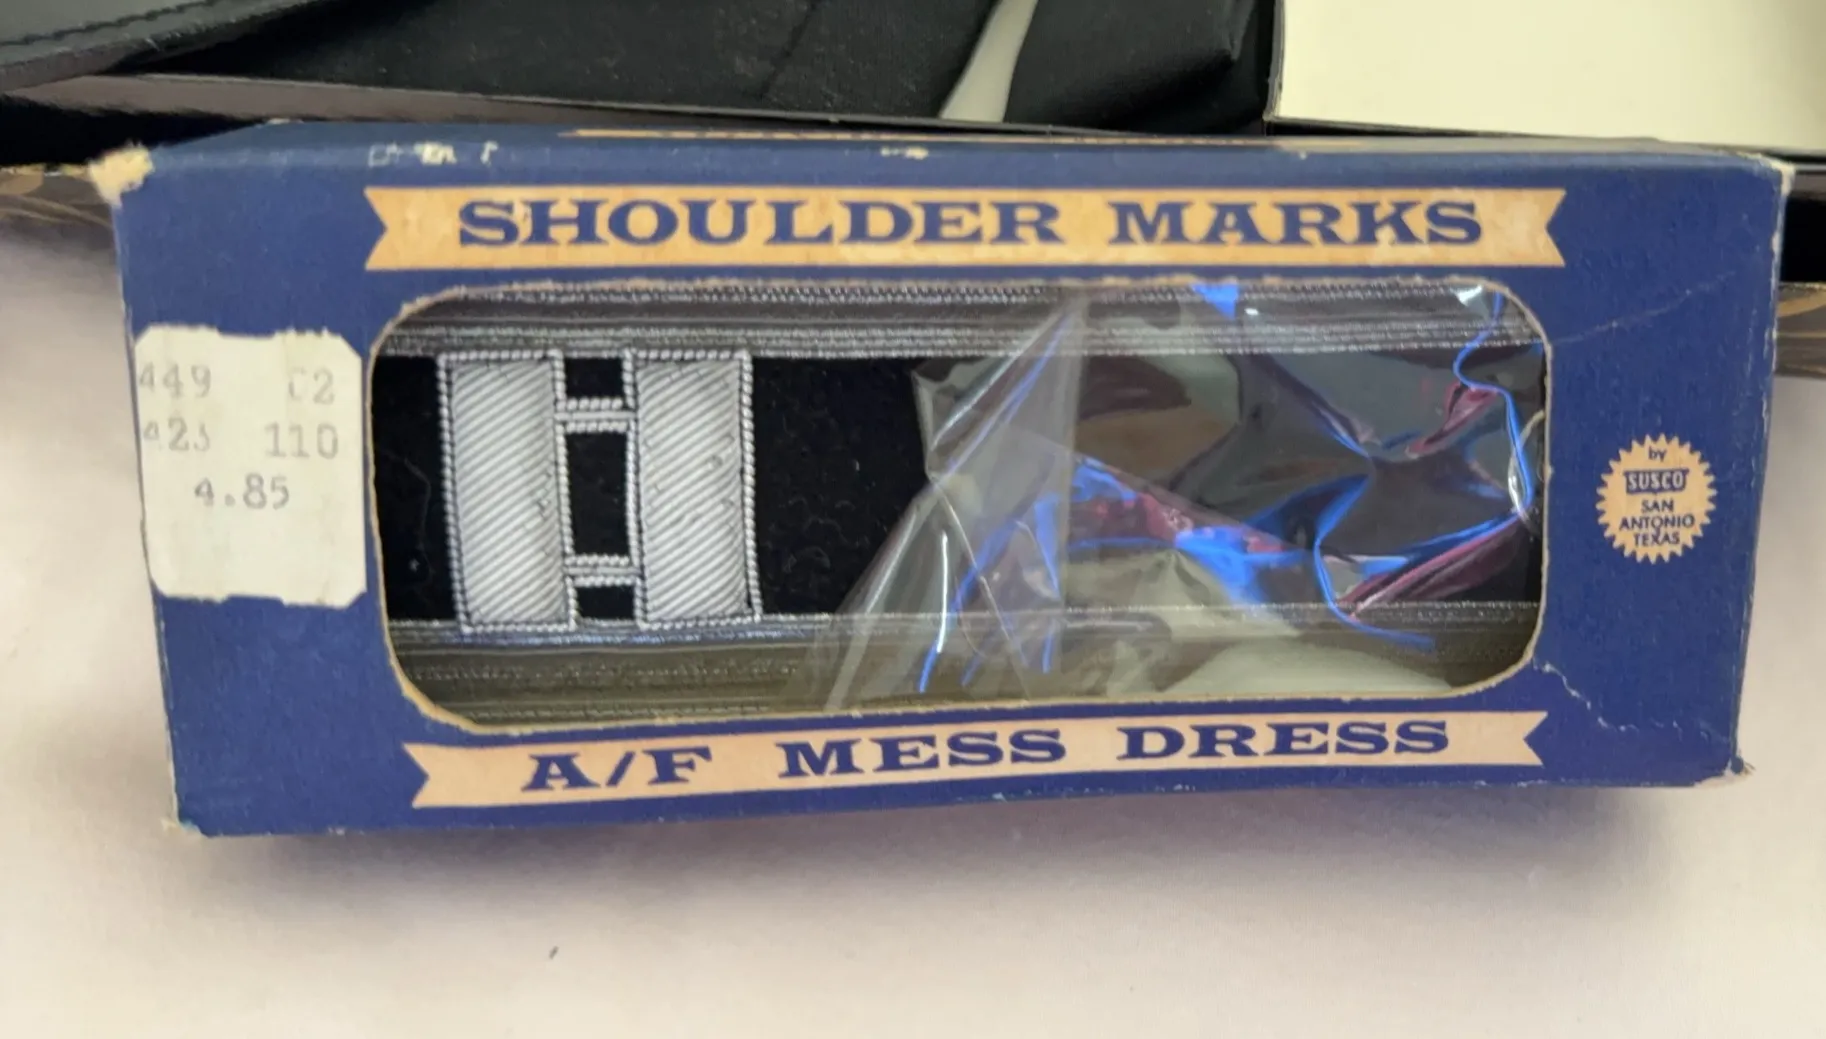 SHOULDER MARKS
449 C2
423 110
4.85
by
SUSCO
SAN
ANTONIO
TEXAS
A/F MESS DRESS